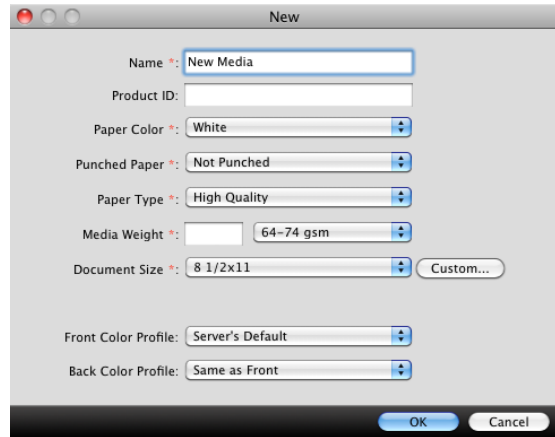 New
Name *: New Media
Product ID:
Paper Color *: White
Punched Paper *: Not Punched
Paper Type *: High Quality
Media Weight *: 64-74 gsm
Document Size *: 8 1/2x11 Custom...
Front Color Profile: Server's Default
Back Color Profile: Same as Front
OK Cancel